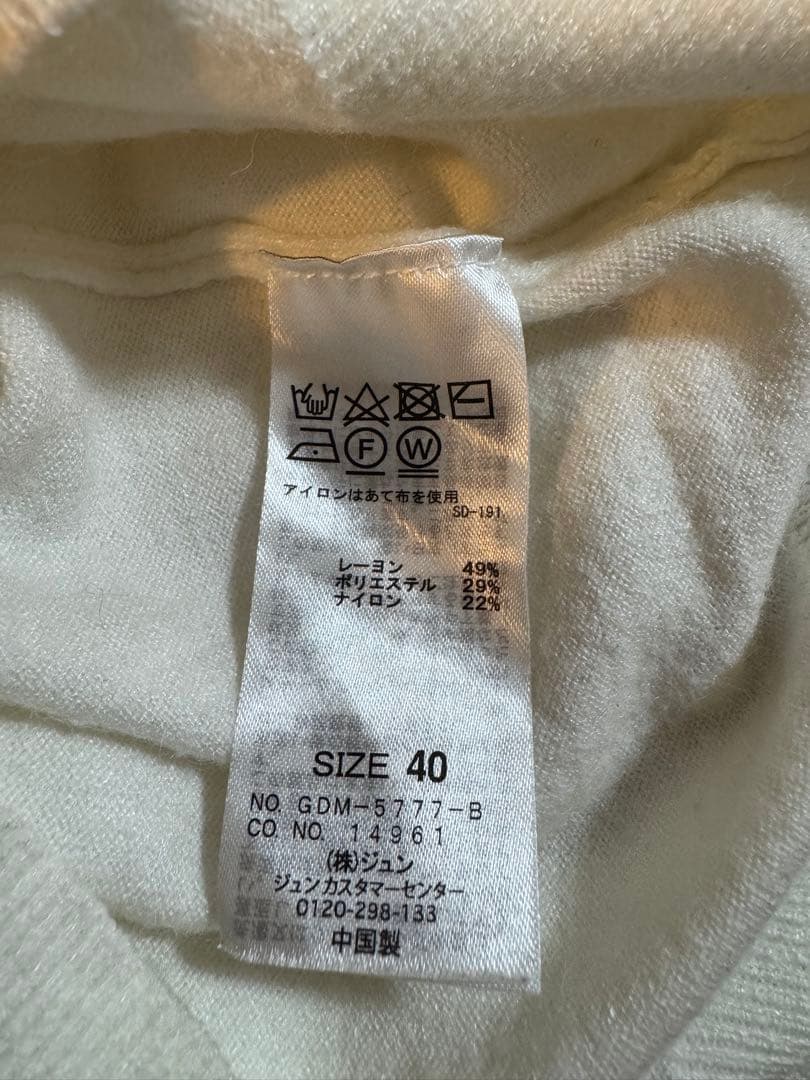 F W
アイロンはあて布を使用
SD-191
レーヨン 49%
ポリエステル 29%
ナイロン 22%
SIZE 40
NO. GDM-5777-B
CO. NO. 14961
(株)ジュン
ジュンカスタマーセンター
0120-298-133
中国製